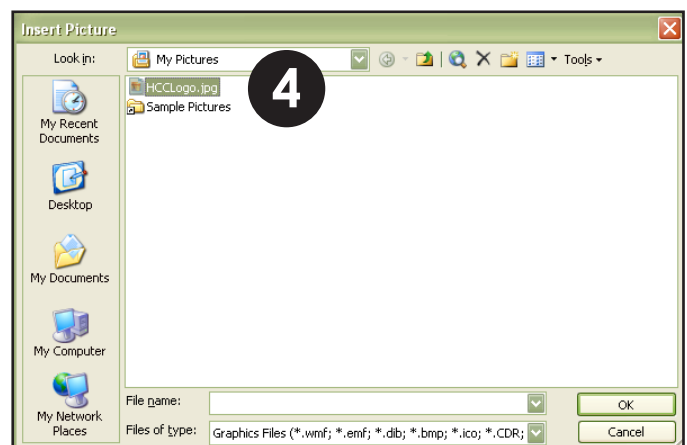 Insert Picture
Look in:
My Pictures
Tools
4
HCCLogo.jpg
Sample Pictures
My Recent
Documents
Desktop
My Documents
My Computer
My Network
Places
File name:
OK
Files of type:
Graphics Files (*.wmf; *.emf; *.dib; *.bmp; *.ico; *.CDR;
Cancel